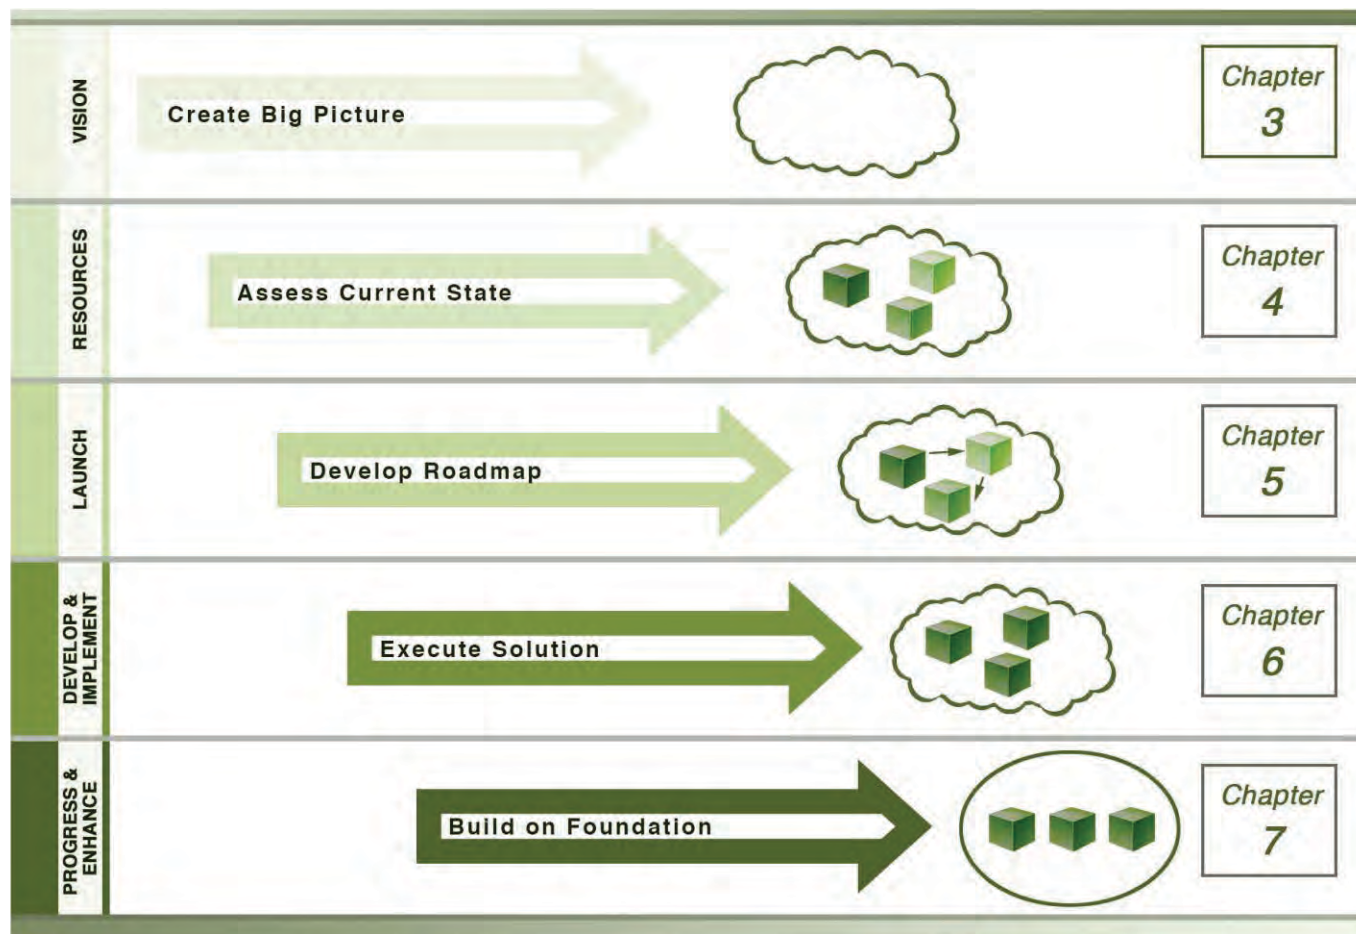 VISION
Create Big Picture
Chapter
3
RESOURCES
Assess Current State
Chapter
4
LAUNCH
Develop Roadmap
Chapter
5
DEVELOP &
IMPLEMENT
Execute Solution
Chapter
6
PROGRESS &
ENHANCE
Build on Foundation
Chapter
7